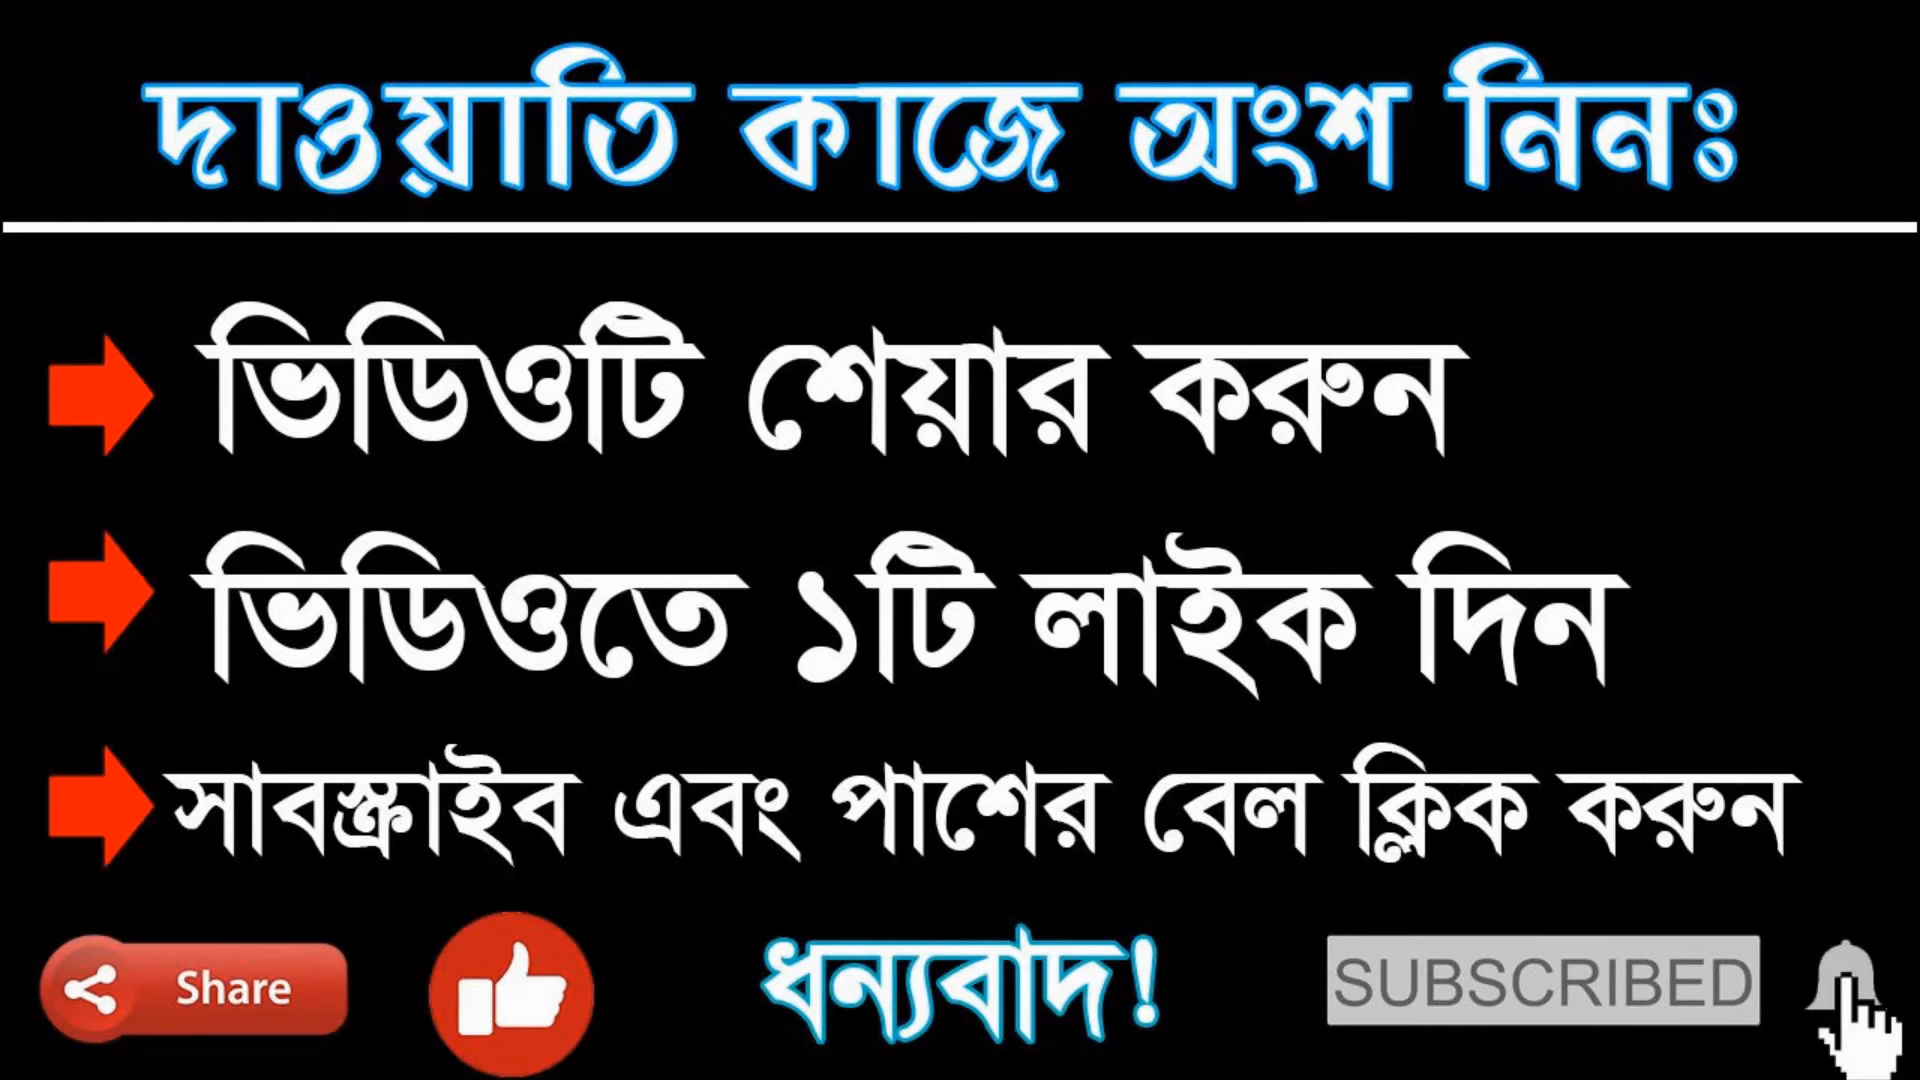 দাওয়াতি কাজে অংশ নিনঃ
ভিডিওটি শেয়ার করুন
ভিডিওতে ১টি লাইক দিন
সাবস্ক্রাইব এবং পাশের বেল ক্লিক করুন
Share
ধন্যবাদ!
SUBSCRIBED